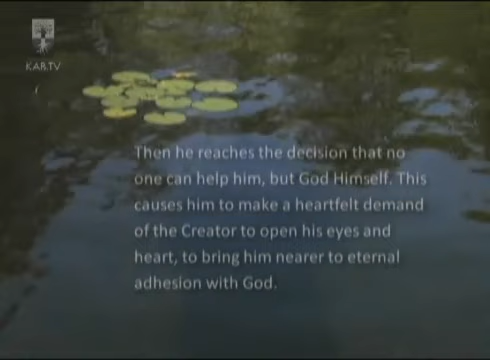 KAB.TV
Then he reaches the decision that no
one can help him, but God Himself. This
causes him to make a heartfelt demand
of the Creator to open his eyes and
heart, to bring him nearer to eternal
adhesion with God.